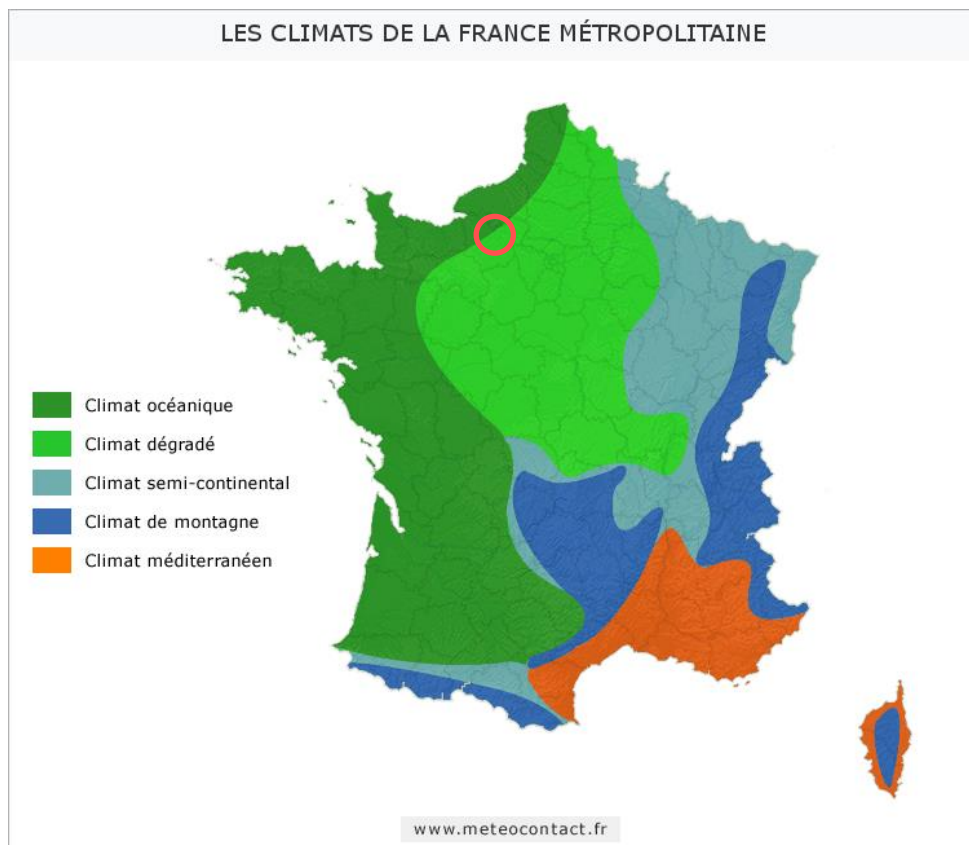 LES CLIMATS DE LA FRANCE MÉTROPOLITAINE
Climat océanique
Climat dégradé
Climat semi-continental
Climat de montagne
Climat méditerranéen
www.meteocontact.fr